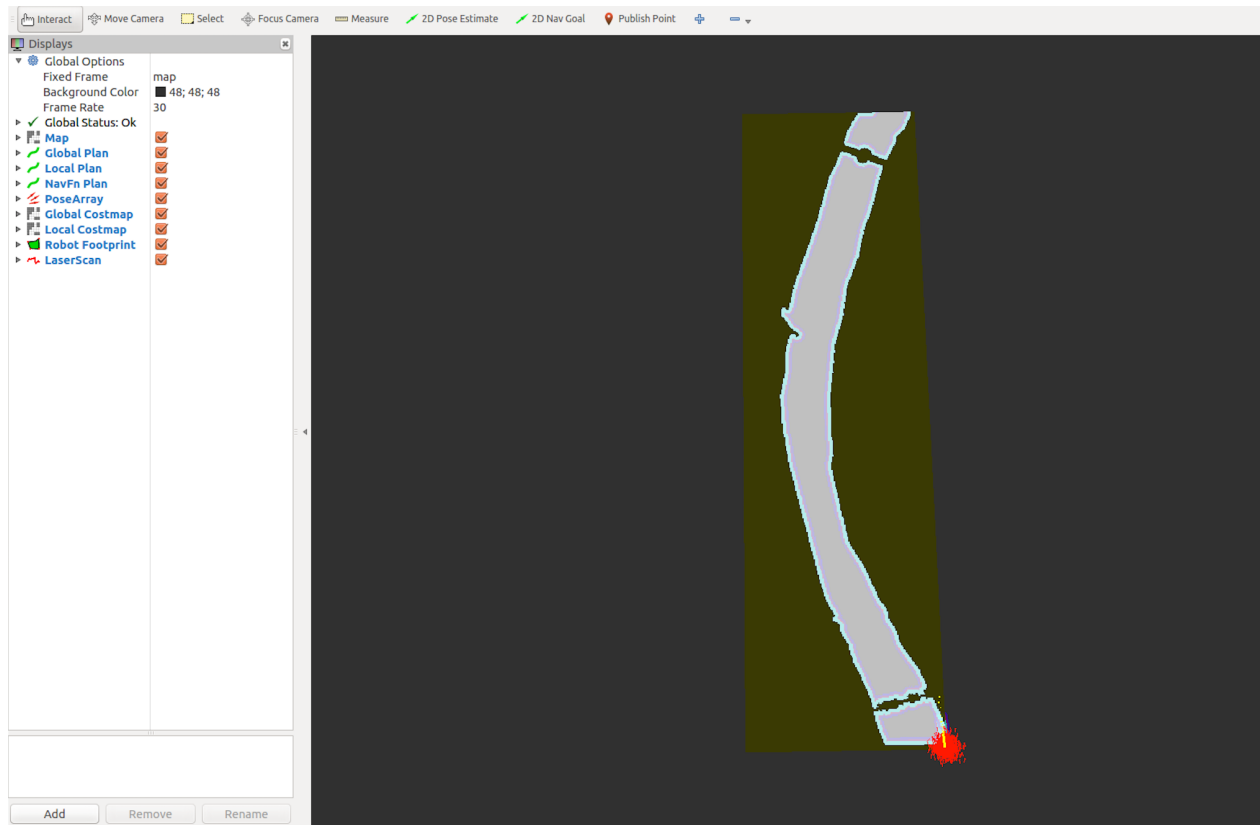 Interact Move Camera Select Focus Camera Measure 2D Pose Estimate 2D Nav Goal Publish Point
Displays
Global Options
Fixed Frame map
Background Color 48; 48; 48
Frame Rate 30
Global Status: Ok
Map
Global Plan
Local Plan
NavFn Plan
PoseArray
Global Costmap
Local Costmap
Robot Footprint
LaserScan
Add Remove Rename